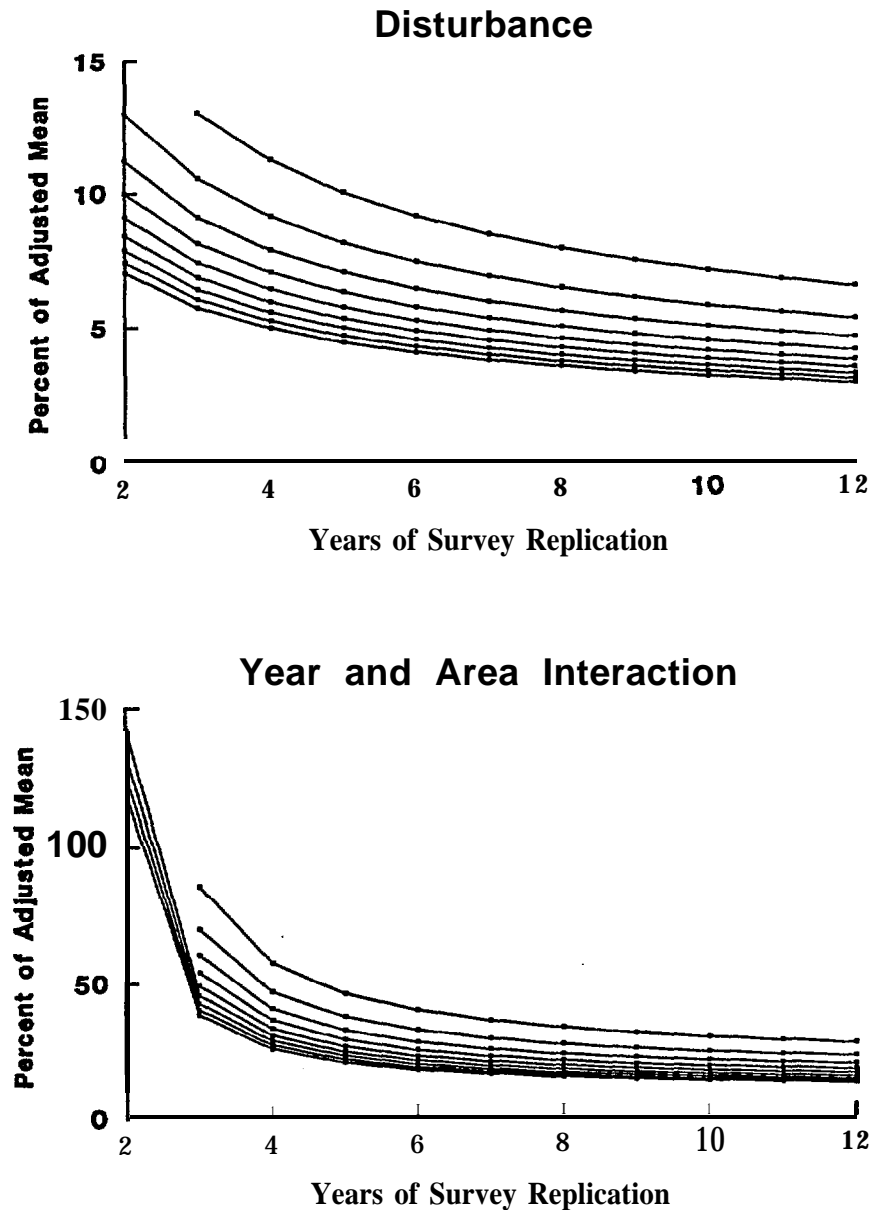 Disturbance
Percent of Adjusted Mean
15
10
5
0
2 4 6 8 10 12
Years of Survey Replication
Year and Area Interaction
Percent of Adjusted Mean
150
100
50
0
2 4 6 8 10 12
Years of Survey Replication